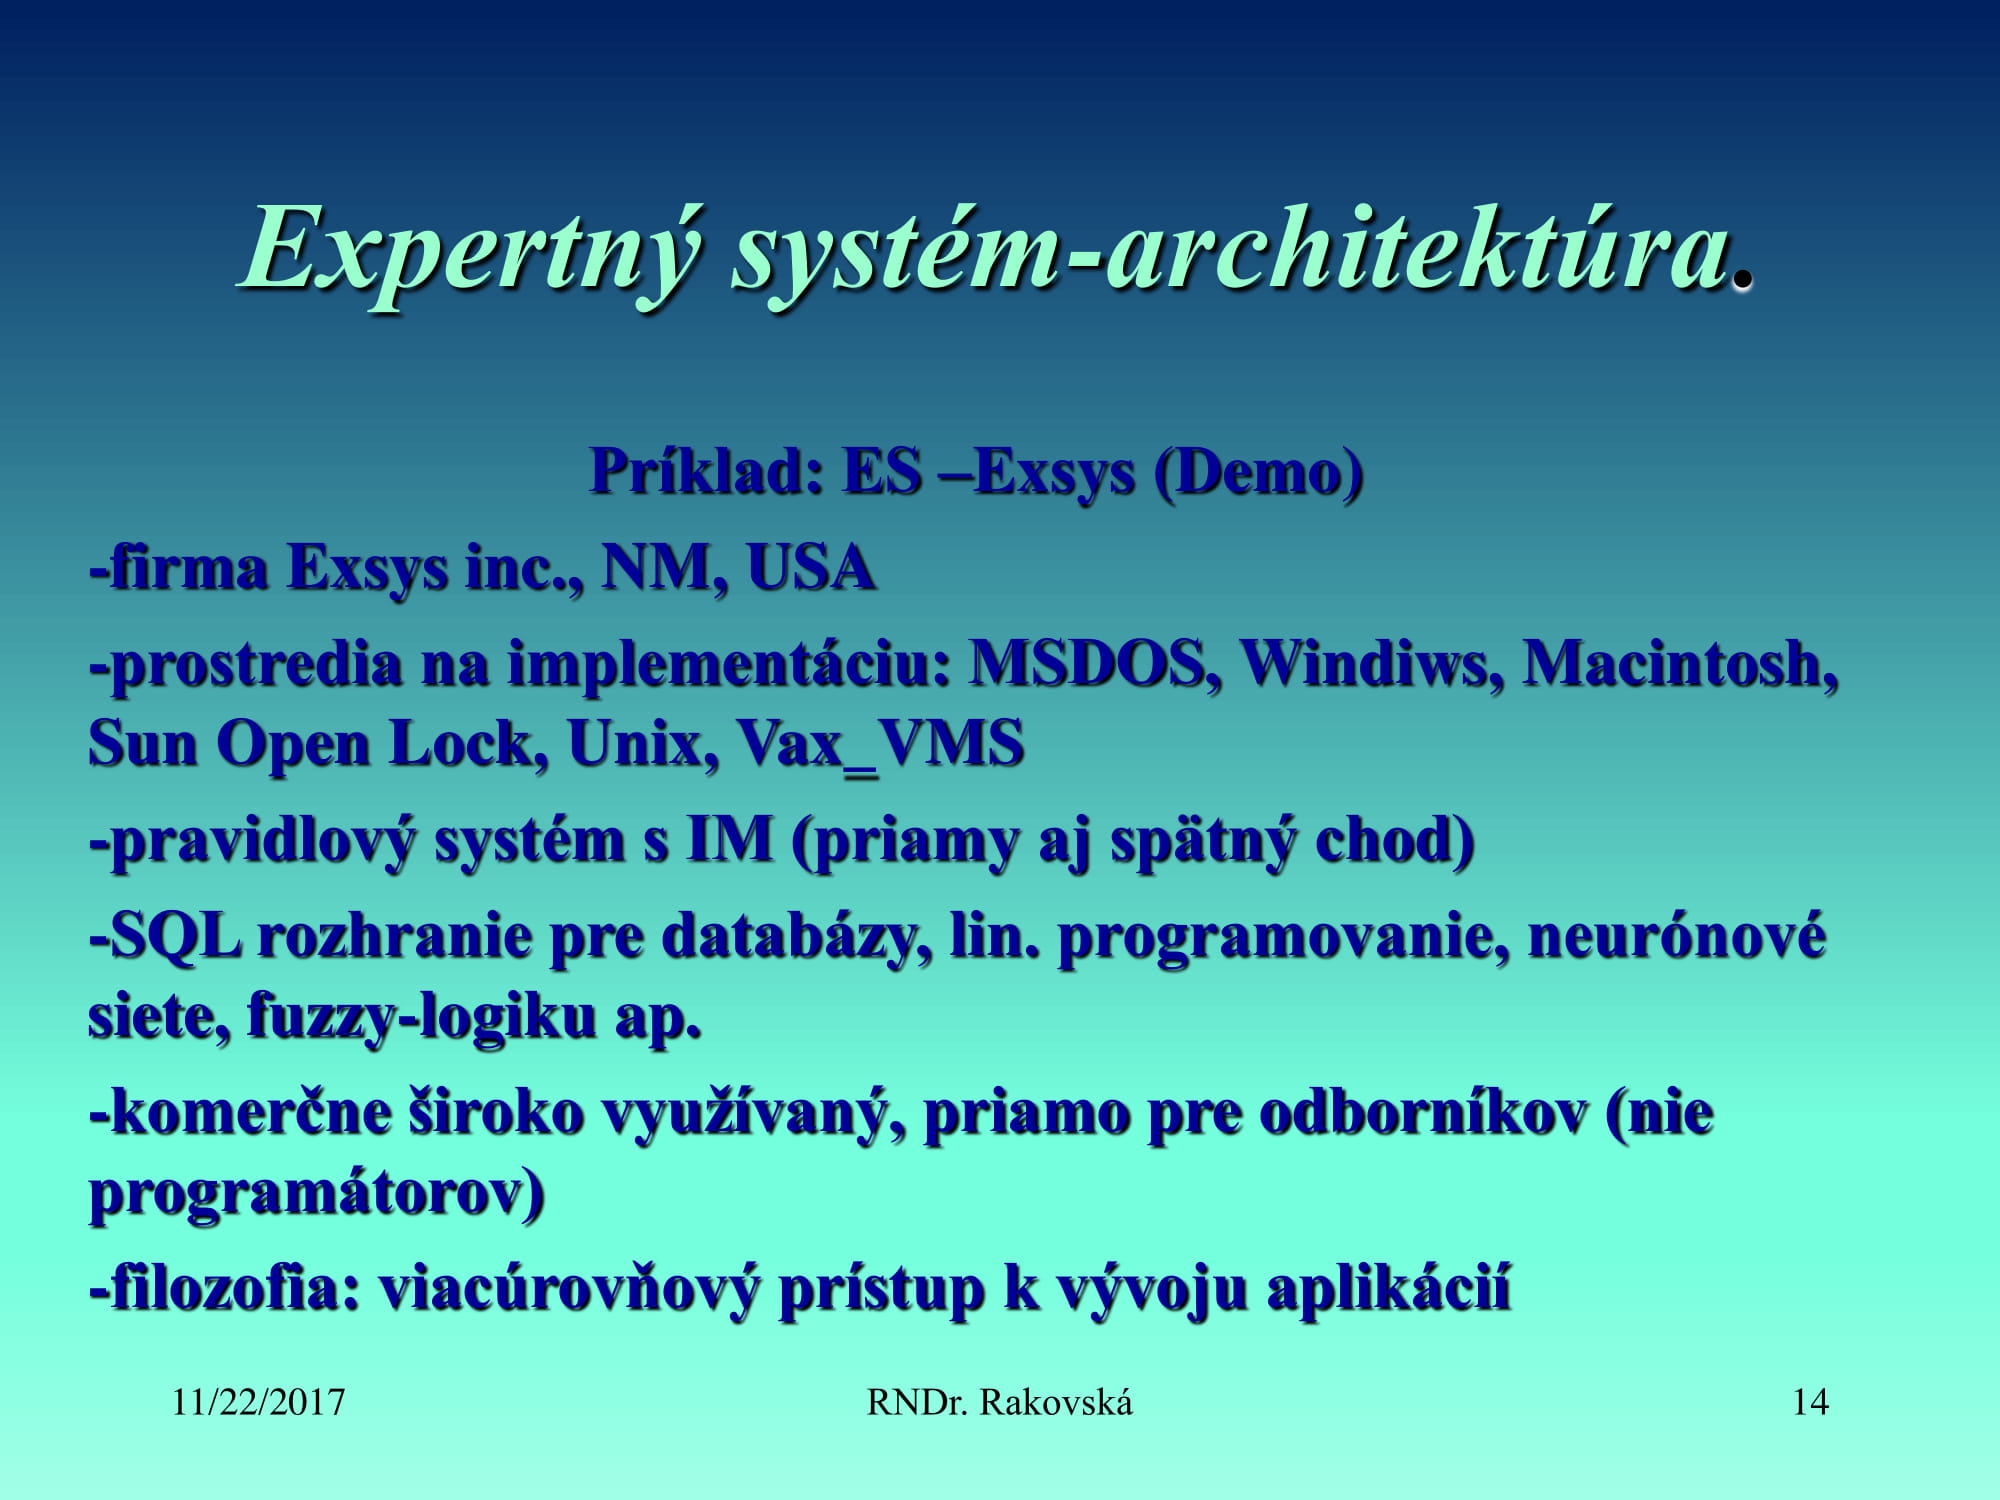 Expertný systém-architektúra.
Príklad: ES –Exsys (Demo)
-firma Exsys inc., NM, USA
-prostredia na implementáciu: MSDOS, Windiws, Macintosh,
Sun Open Lock, Unix, Vax_VMS
-pravidlový systém s IM (priamy aj spätný chod)
-SQL rozhranie pre databázy, lin. programovanie, neurónové
siete, fuzzy-logiku ap.
-komerčne široko využívaný, priamo pre odborníkov (nie
programátorov)
-filozofia: viacúrovňový prístup k vývoju aplikácií
11/22/2017
RNDr. Rakovská
14